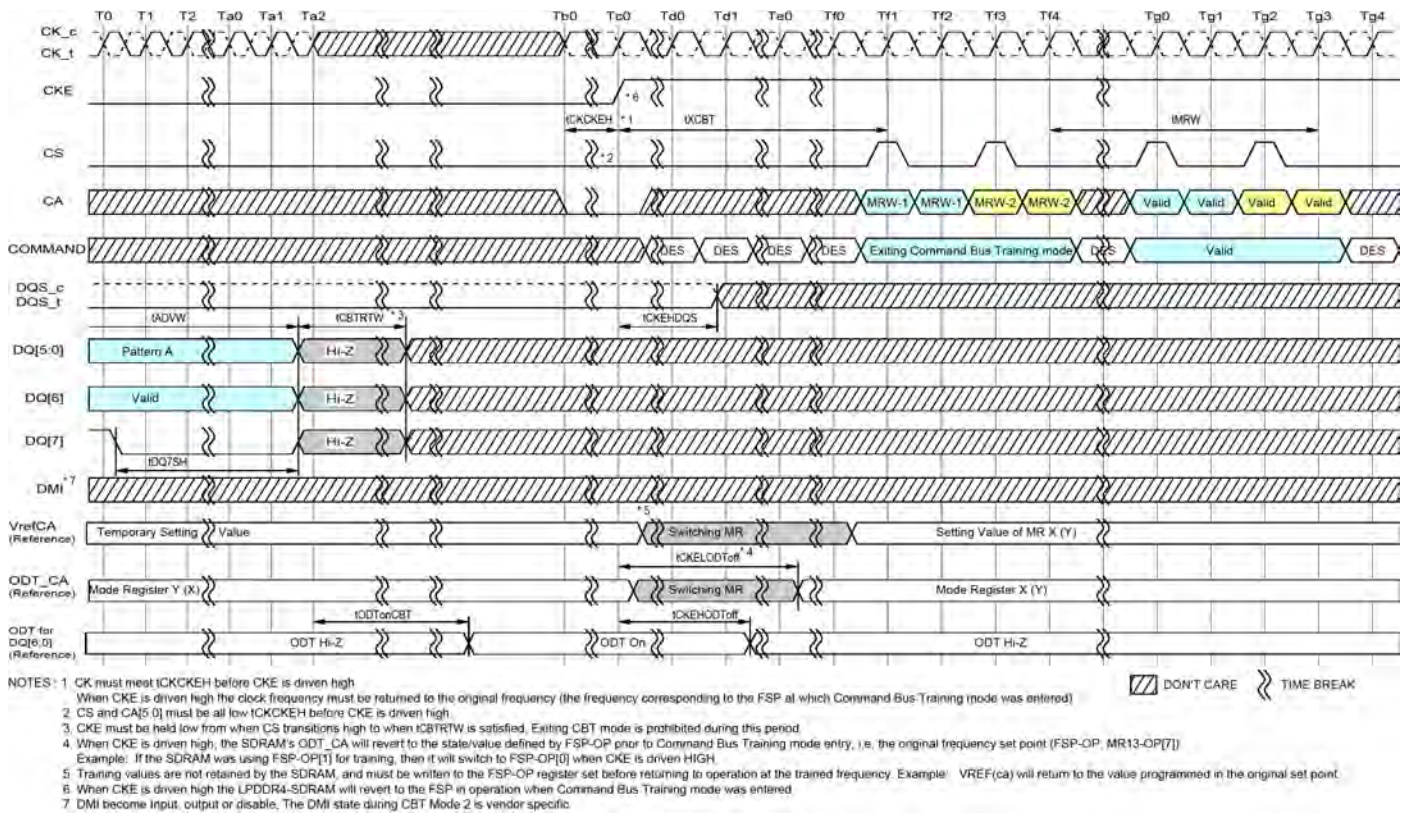 T0 T1 T2 Ta0 Ta1 Ta2 Tb0 Tc0 Td0 Td1 Te0 Tf0 Tf1 Tf2 Tf3 Tf4 Tg0 Tg1 Tg2 Tg3 Tg4
CK_c
CK_t
CKE
*6
tCKCKEH *1 tXCBT tMRW
CS
*2
CA MRW-1 MRW-1 MRW-2 MRW-2 Valid Valid Valid Valid
COMMAND DES DES DES DES Exiting Command Bus Training mode DES Valid DES
DQS_c
DQS_t
tADVW tCBTRTW *3 tCKEHDQS
DQ[5:0] Pattern A Hi-Z
DQ[6] Valid Hi-Z
DQ[7] Hi-Z
tDQ7SH
DMI*7
*5
VrefCA
(Reference) Temporary Setting Value Switching MR Setting Value of MR X (Y)
tCKELODToff*4
ODT_CA
(Reference) Mode Register Y (X) Switching MR Mode Register X (Y)
tODTonCBT tCKEHODToff
ODT for
DQ[6:0]
(Reference) ODT Hi-Z ODT On ODT Hi-Z
DON'T CARE TIME BREAK
NOTES : 1 CK must meet tCKCKEH before CKE is driven high
When CKE is driven high the clock frequency must be returned to the original frequency (the frequency corresponding to the FSP at which Command Bus Training mode was entered)
2 CS and CA[5:0] must be all low tCKCKEH before CKE is driven high.
3 CKE must be held low from when CS transitions high to when tCBTRTW is satisfied, Exiting CBT mode is prohibited during this period
4. When CKE is driven high, the SDRAM's ODT_CA will revert to the state/value defined by FSP-OP prior to Command Bus Training mode entry, i.e. the original frequency set point (FSP-OP, MR13-OP[7])
Example: If the SDRAM was using FSP-OP[1] for training, then it will switch to FSP-OP[0] when CKE is driven HIGH
5 Training values are not retained by the SDRAM, and must be written to the FSP-OP register set before returning to operation at the trained frequency. Example: VREF(ca) will return to the value programmed in the original set point
6 When CKE is driven high the LPDDR4-SDRAM will revert to the FSP in operation when Command Bus Training mode was entered
7 DMI become input, output or disable, The DMI state during CBT Mode 2 is vendor specific